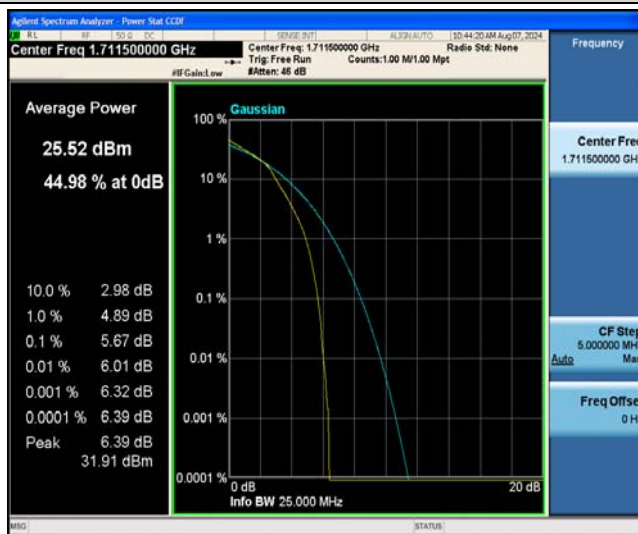 Agilent Spectrum Analyzer - Power Stat CCDF
RL RF 50 Ω DC SENSE:INT ALIGNAUTO 10:44:20 AM Aug 07, 2024
Center Freq 1.711500000 GHz
Center Freq: 1.711500000 GHz Radio Std: None
Trig: Free Run Counts:1.00 M/1.00 Mpt
#IFGain:Low #Atten: 46 dB
Frequency
Average Power
25.52 dBm
44.98 % at 0dB
10.0 % 2.98 dB
1.0 % 4.89 dB
0.1 % 5.67 dB
0.01 % 6.01 dB
0.001 % 6.32 dB
0.0001 % 6.39 dB
Peak 6.39 dB
31.91 dBm
Gaussian
100 %
10 %
1 %
0.1 %
0.01 %
0.001 %
0.0001 %
0 dB 20 dB
Info BW 25.000 MHz
Center Fre
1.711500000 GH
CF Step
5.000000 MH
Auto Ma
Freq Offse
0 H
MSG STATUS